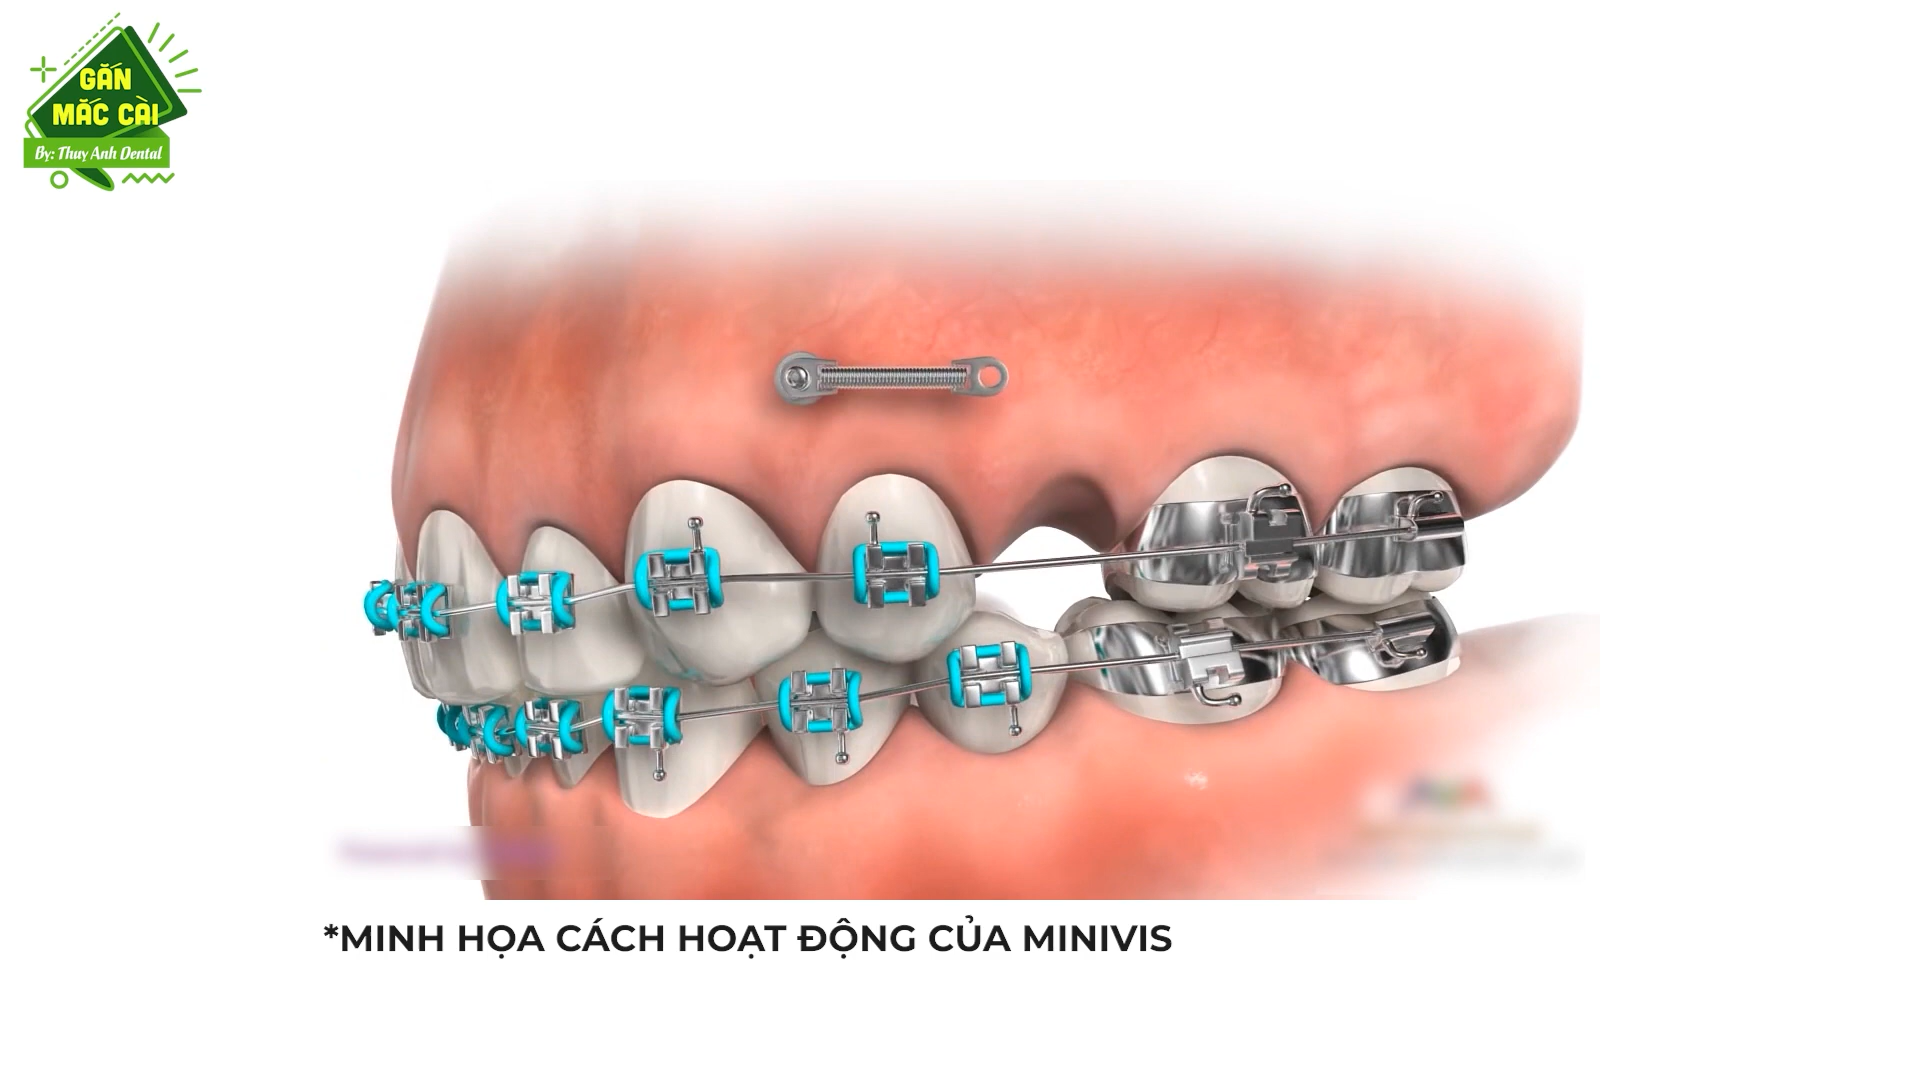 GẮN
MẮC CÀI
By: Thuy Anh Dental
*MINH HỌA CÁCH HOẠT ĐỘNG CỦA MINIVIS